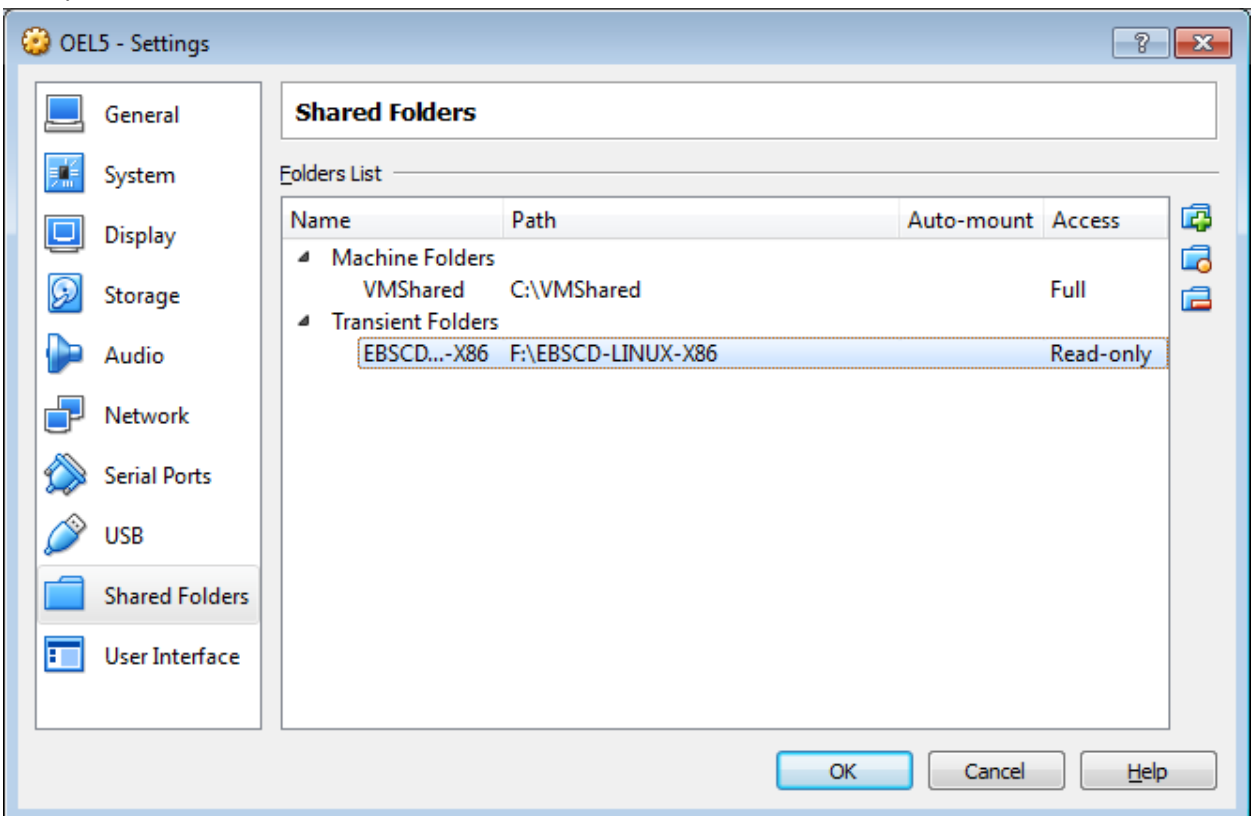 OEL5 - Settings
General
System
Display
Storage
Audio
Network
Serial Ports
USB
Shared Folders
User Interface
Shared Folders
Folders List
Name Path Auto-mount Access
Machine Folders
VMShared C:\VMShared Full
Transient Folders
EBSCD...-X86 F:\EBSCD-LINUX-X86 Read-only
OK Cancel Help